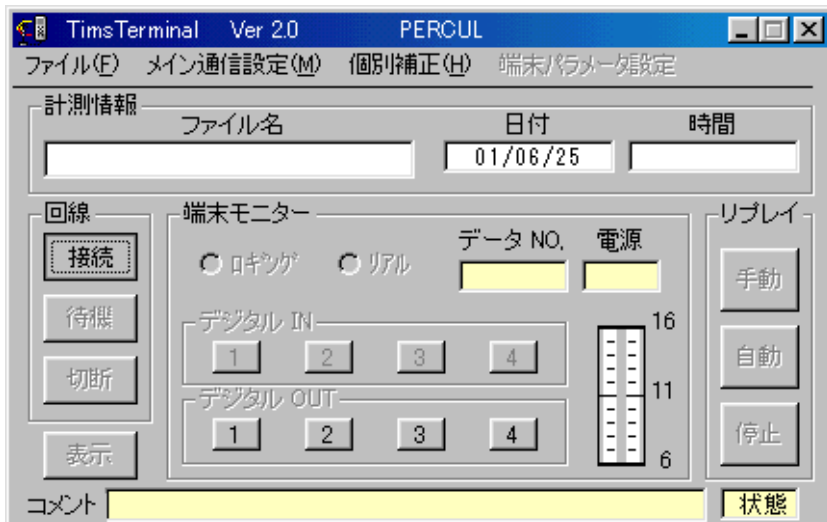 TimsTerminal Ver 2.0 PERCUL
ファイル(F) メイン通信設定(M) 個別補正(H) 端末パラメータ設定
計測情報
ファイル名 日付 時間
01/06/25
回線 端末モニター リプレイ
接続 ロギング リアル データ NO. 電源 手動
待機 デジタル IN 16
1 2 3 4 自動
切断 デジタル OUT 11
1 2 3 4 停止
表示 6
コメント 状態